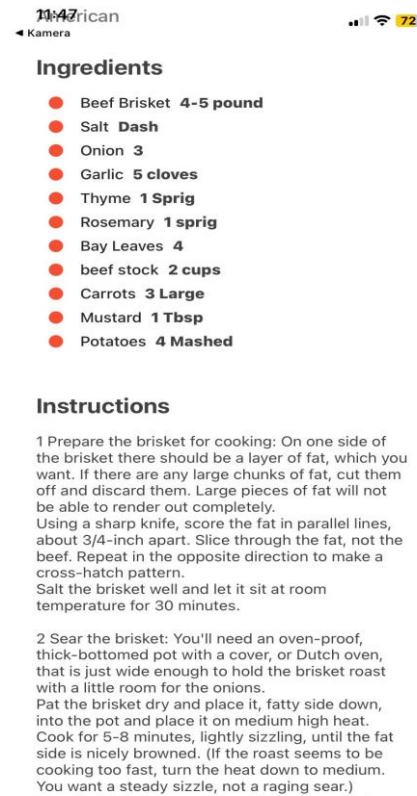 11:47
American
72
◀ Kamera
Ingredients
Beef Brisket 4-5 pound
Salt Dash
Onion 3
Garlic 5 cloves
Thyme 1 Sprig
Rosemary 1 sprig
Bay Leaves 4
beef stock 2 cups
Carrots 3 Large
Mustard 1 Tbsp
Potatoes 4 Mashed
Instructions
1 Prepare the brisket for cooking: On one side of
the brisket there should be a layer of fat, which you
want. If there are any large chunks of fat, cut them
off and discard them. Large pieces of fat will not
be able to render out completely.
Using a sharp knife, score the fat in parallel lines,
about 3/4-inch apart. Slice through the fat, not the
beef. Repeat in the opposite direction to make a
cross-hatch pattern.
Salt the brisket well and let it sit at room
temperature for 30 minutes.
2 Sear the brisket: You'll need an oven-proof,
thick-bottomed pot with a cover, or Dutch oven,
that is just wide enough to hold the brisket roast
with a little room for the onions.
Pat the brisket dry and place it, fatty side down,
into the pot and place it on medium high heat.
Cook for 5-8 minutes, lightly sizzling, until the fat
side is nicely browned. (If the roast seems to be
cooking too fast, turn the heat down to medium.
You want a steady sizzle, not a raging sear.)